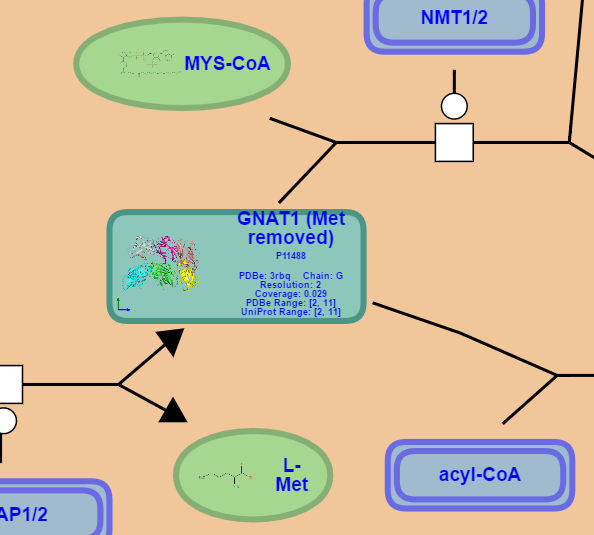 NMT1/2
MYS-CoA
GNAT1 (Met
removed)
P11488
PDBe: 3rbq Chain: G
Resolution: 2
Coverage: 0.029
PDBe Range: [2, 11]
UniProt Range: [2, 11]
L-
Met
acyl-CoA
AP1/2